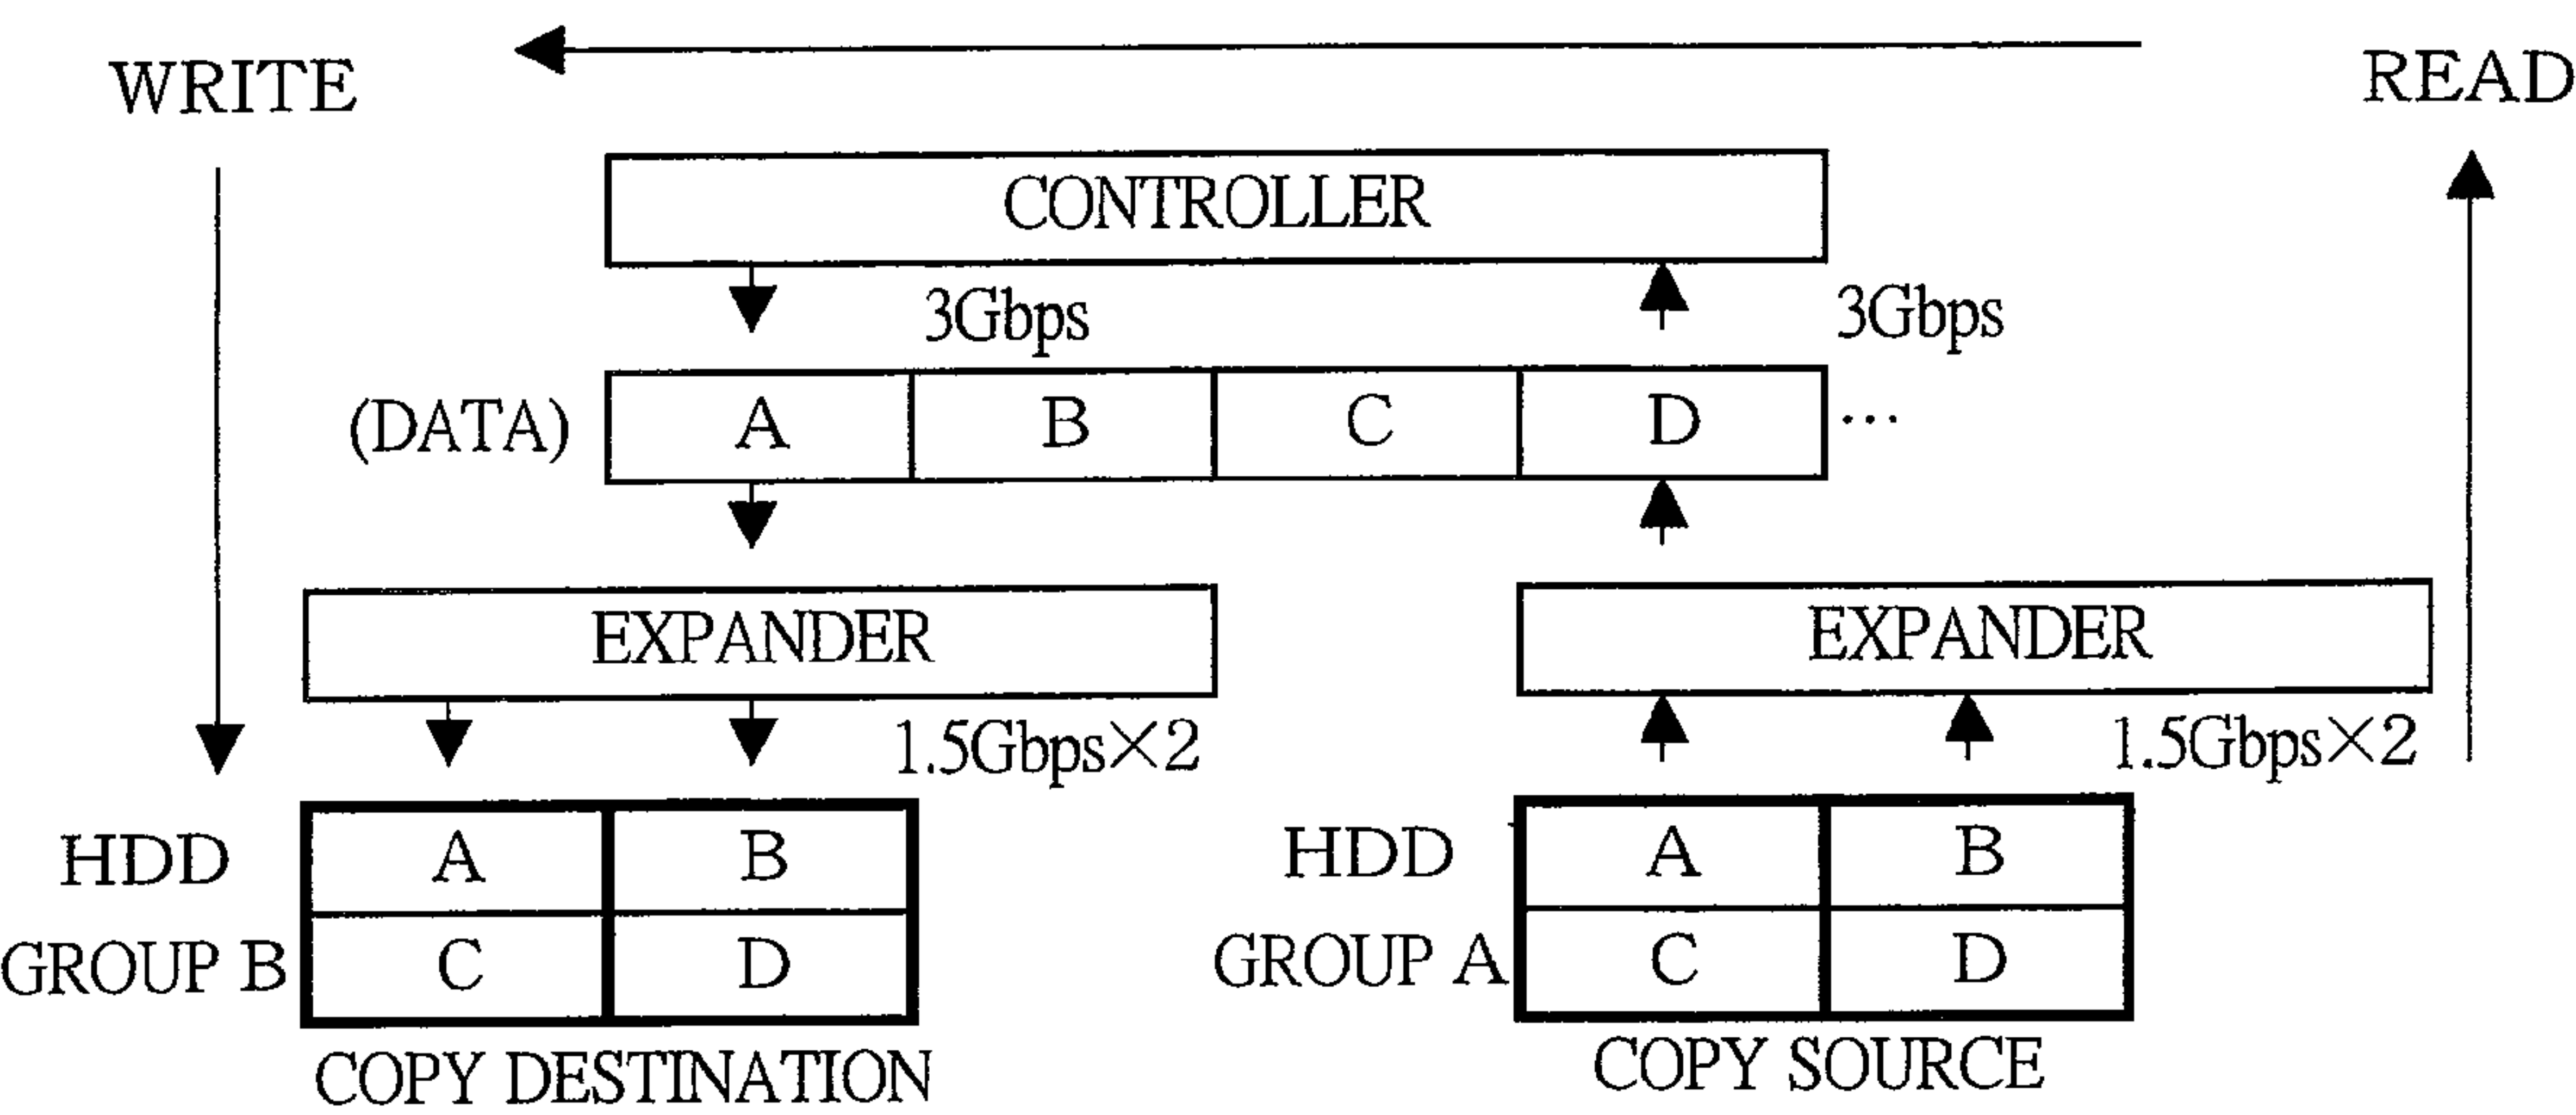 WRITE READ
CONTROLLER
3Gbps 3Gbps
(DATA) A B C D ...
EXPANDER EXPANDER
1.5Gbps×2 1.5Gbps×2
HDD A B HDD A B
GROUP B C D GROUP A C D
COPY DESTINATION COPY SOURCE